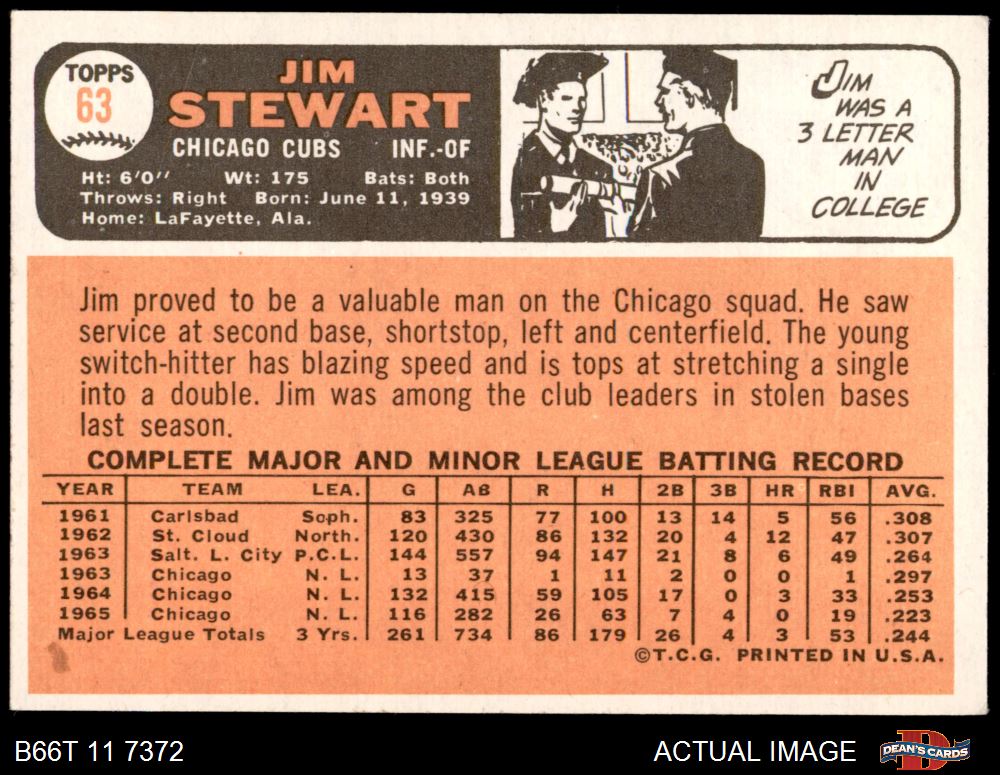 TOPPS
63
JIM
STEWART
CHICAGO CUBS INF.-OF
Ht: 6'0" Wt: 175 Bats: Both
Throws: Right Born: June 11, 1939
Home: LaFayette, Ala.
JIM
WAS A
3 LETTER
MAN
IN
COLLEGE
Jim proved to be a valuable man on the Chicago squad. He saw
service at second base, shortstop, left and centerfield. The young
switch-hitter has blazing speed and is tops at stretching a single
into a double. Jim was among the club leaders in stolen bases
last season.
COMPLETE MAJOR AND MINOR LEAGUE BATTING RECORD
YEAR TEAM LEA. G AB R H 2B 3B HR RBI AVG.
1961 Carlsbad Soph. 83 325 77 100 13 14 5 56 .308
1962 St. Cloud North. 120 430 86 132 20 4 12 47 .307
1963 Salt. L. City P.C.L. 144 557 94 147 21 8 6 49 .264
1963 Chicago N. L. 13 37 1 11 2 0 0 1 .297
1964 Chicago N. L. 132 415 59 105 17 0 3 33 .253
1965 Chicago N. L. 116 282 26 63 7 4 0 19 .223
Major League Totals 3 Yrs. 261 734 86 179 26 4 3 53 .244
©T.C.G. PRINTED IN U.S.A.
B66T 11 7372
ACTUAL IMAGE
D
DEAN'S CARDS